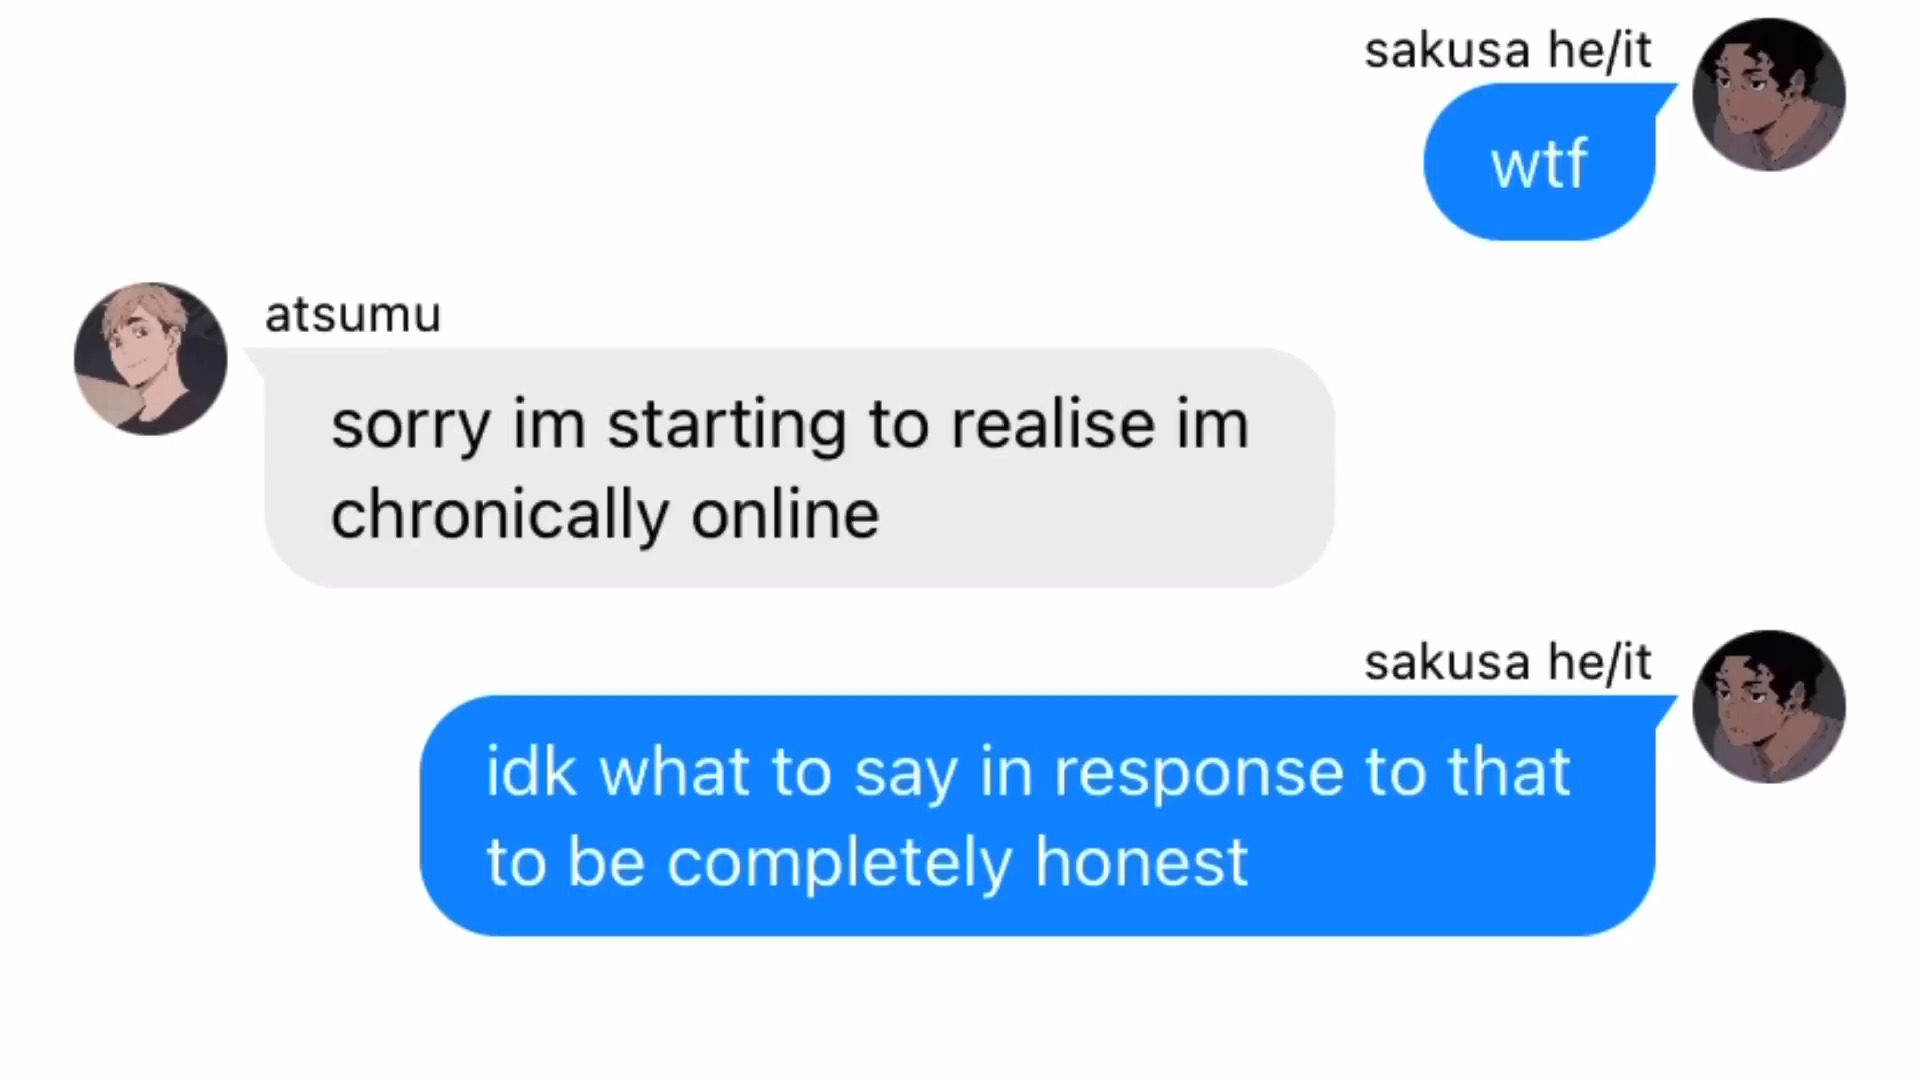 sakusa he/it
wtf
atsumu
sorry im starting to realise im
chronically online
sakusa he/it
idk what to say in response to that
to be completely honest